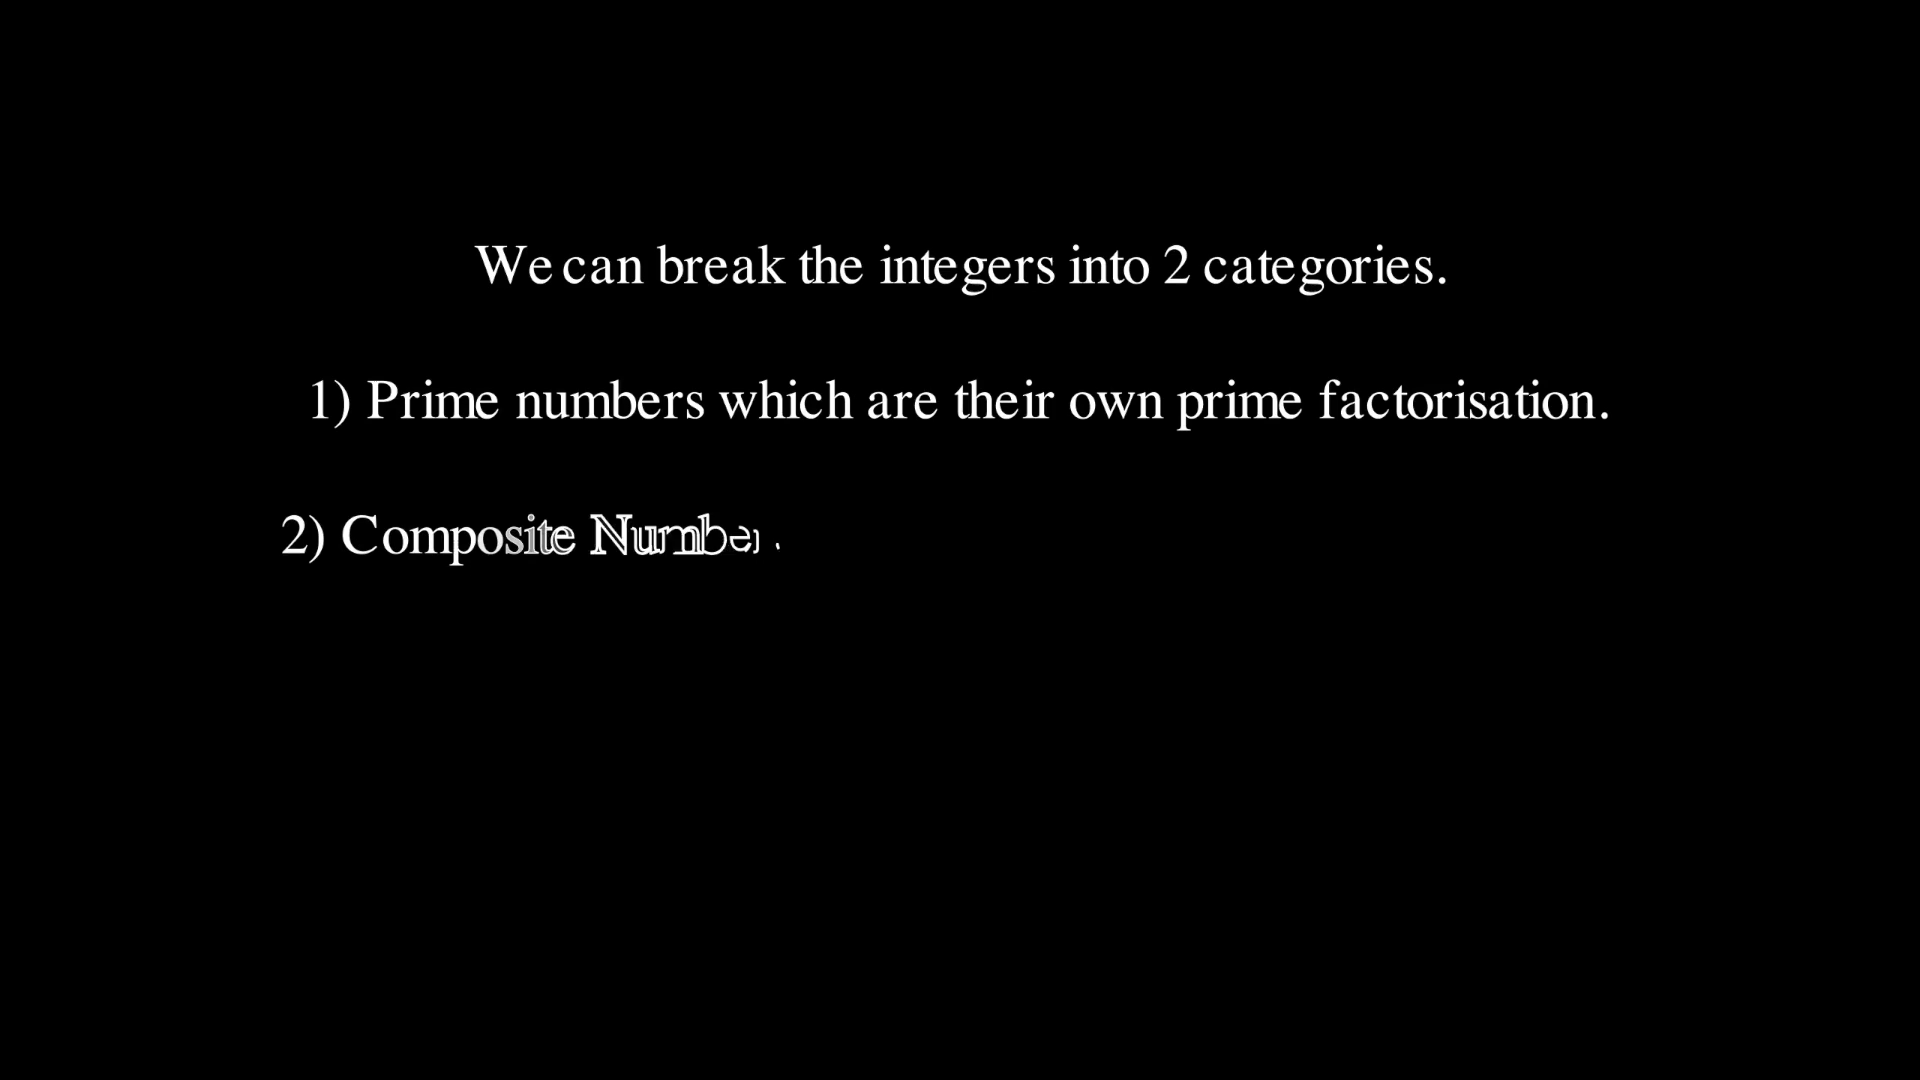 We can break the integers into 2 categories.
1) Prime numbers which are their own prime factorisation.
2) Composite Number